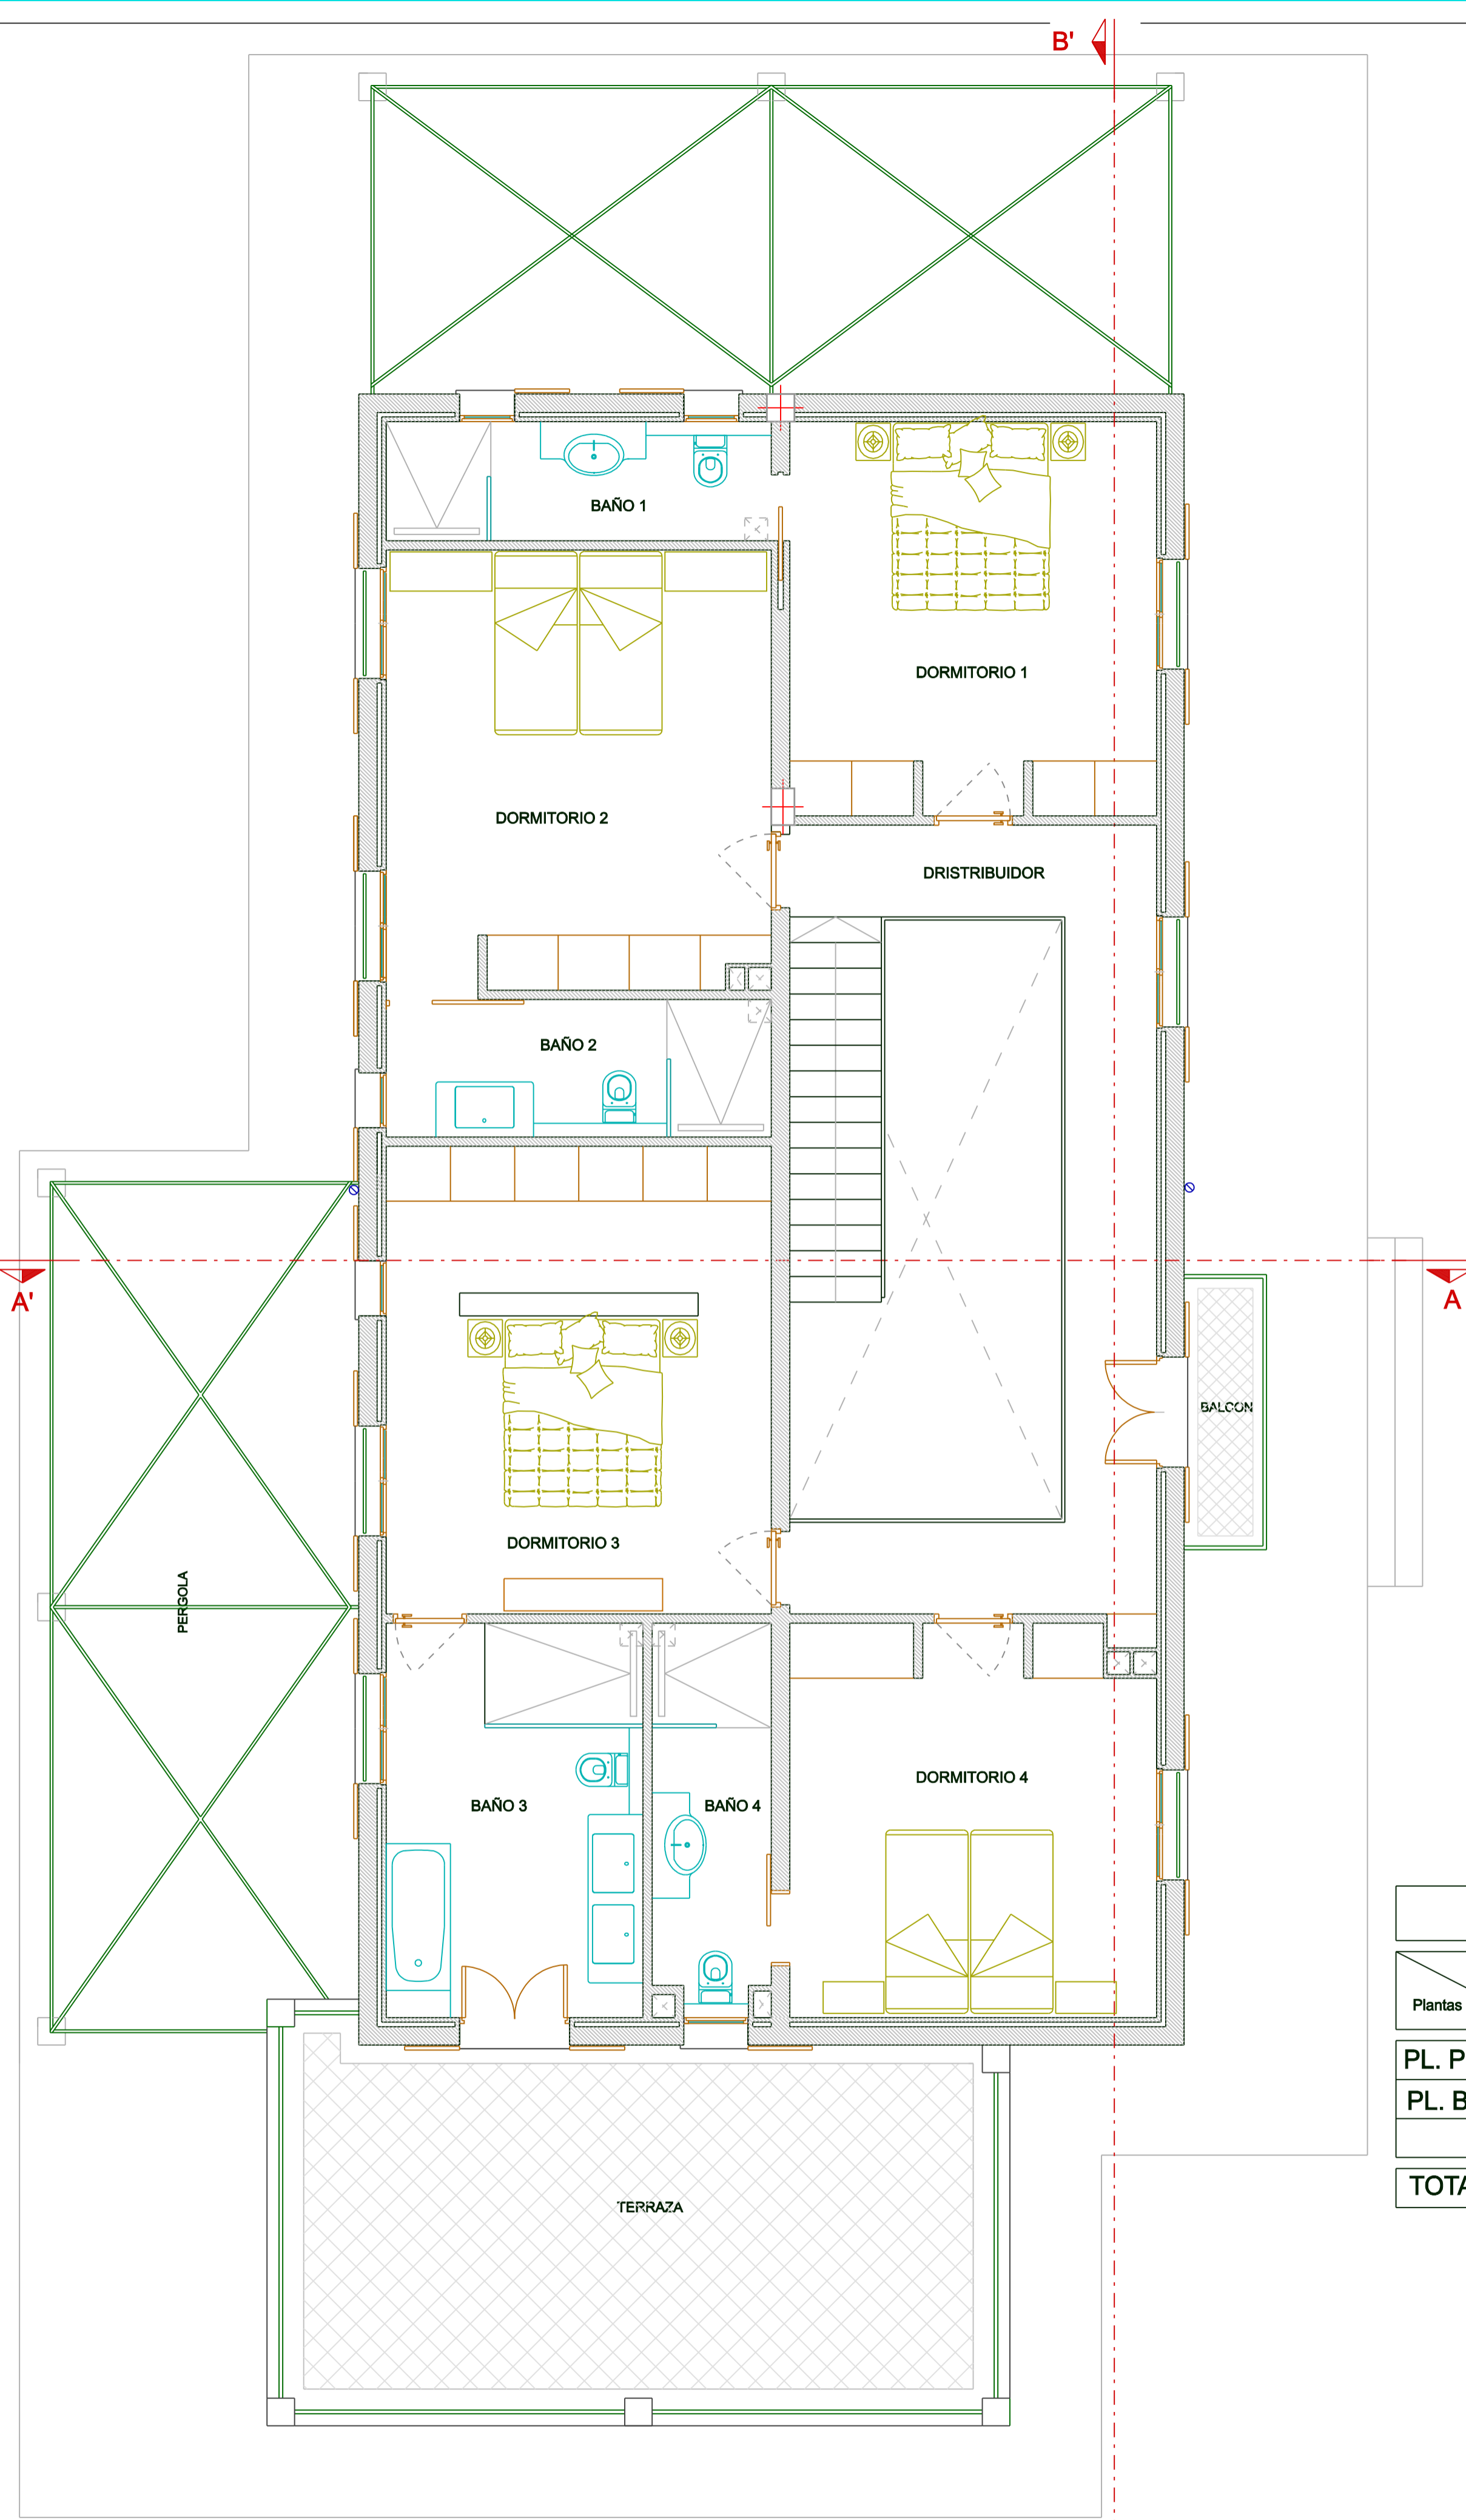 B'
BAÑO 1
DORMITORIO 1
DORMITORIO 2
DRISTRIBUIDOR
BAÑO 2
A'
A
BALCON
DORMITORIO 3
PERGOLA
DORMITORIO 4
BAÑO 3
BAÑO 4
Plantas
PL. P
PL. B
TOTA
TERRAZA